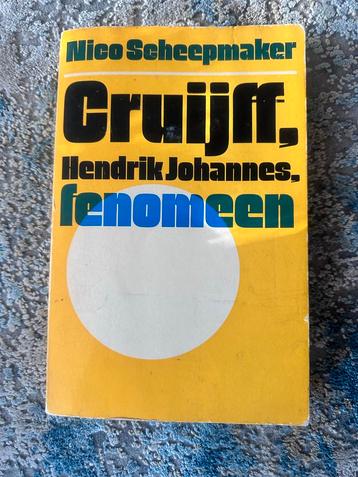 Nico Scheepmaker
Cruijff,
Hendrik Johannes,
fenomeen